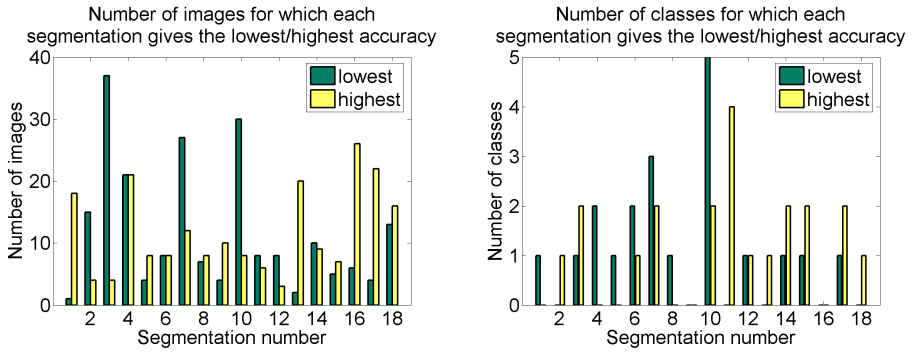 Number of images for which each
segmentation gives the lowest/highest accuracy
40
30
20
10
0
Number of images
lowest
highest
2 4 6 8 10 12 14 16 18
Segmentation number
Number of classes for which each
segmentation gives the lowest/highest accuracy
5
4
3
2
1
0
Number of classes
lowest
highest
2 4 6 8 10 12 14 16 18
Segmentation number